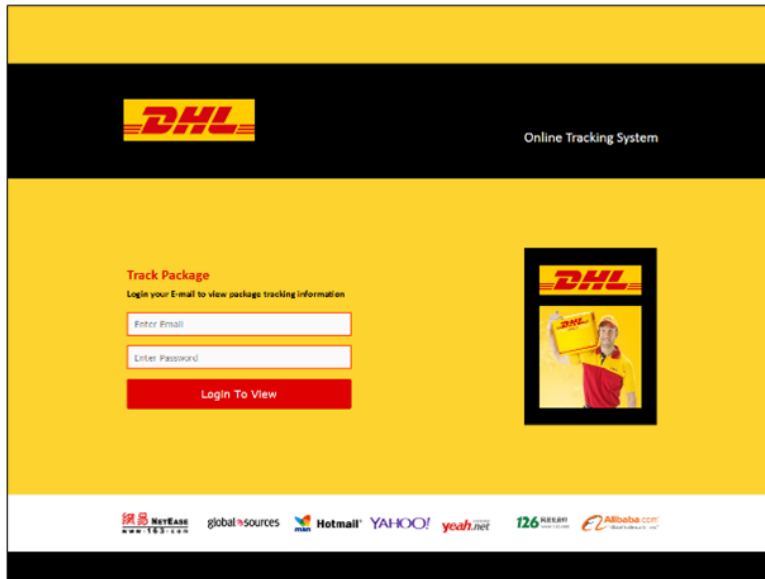 DHL
Online Tracking System
Track Package
Login your E-mail to view package tracking information
Enter Email
Enter Password
Login To View
DHL
DHL
網易 NETEASE
www.163.com
global sources
msn Hotmail
YAHOO!
yeah.net
126
Alibaba.com